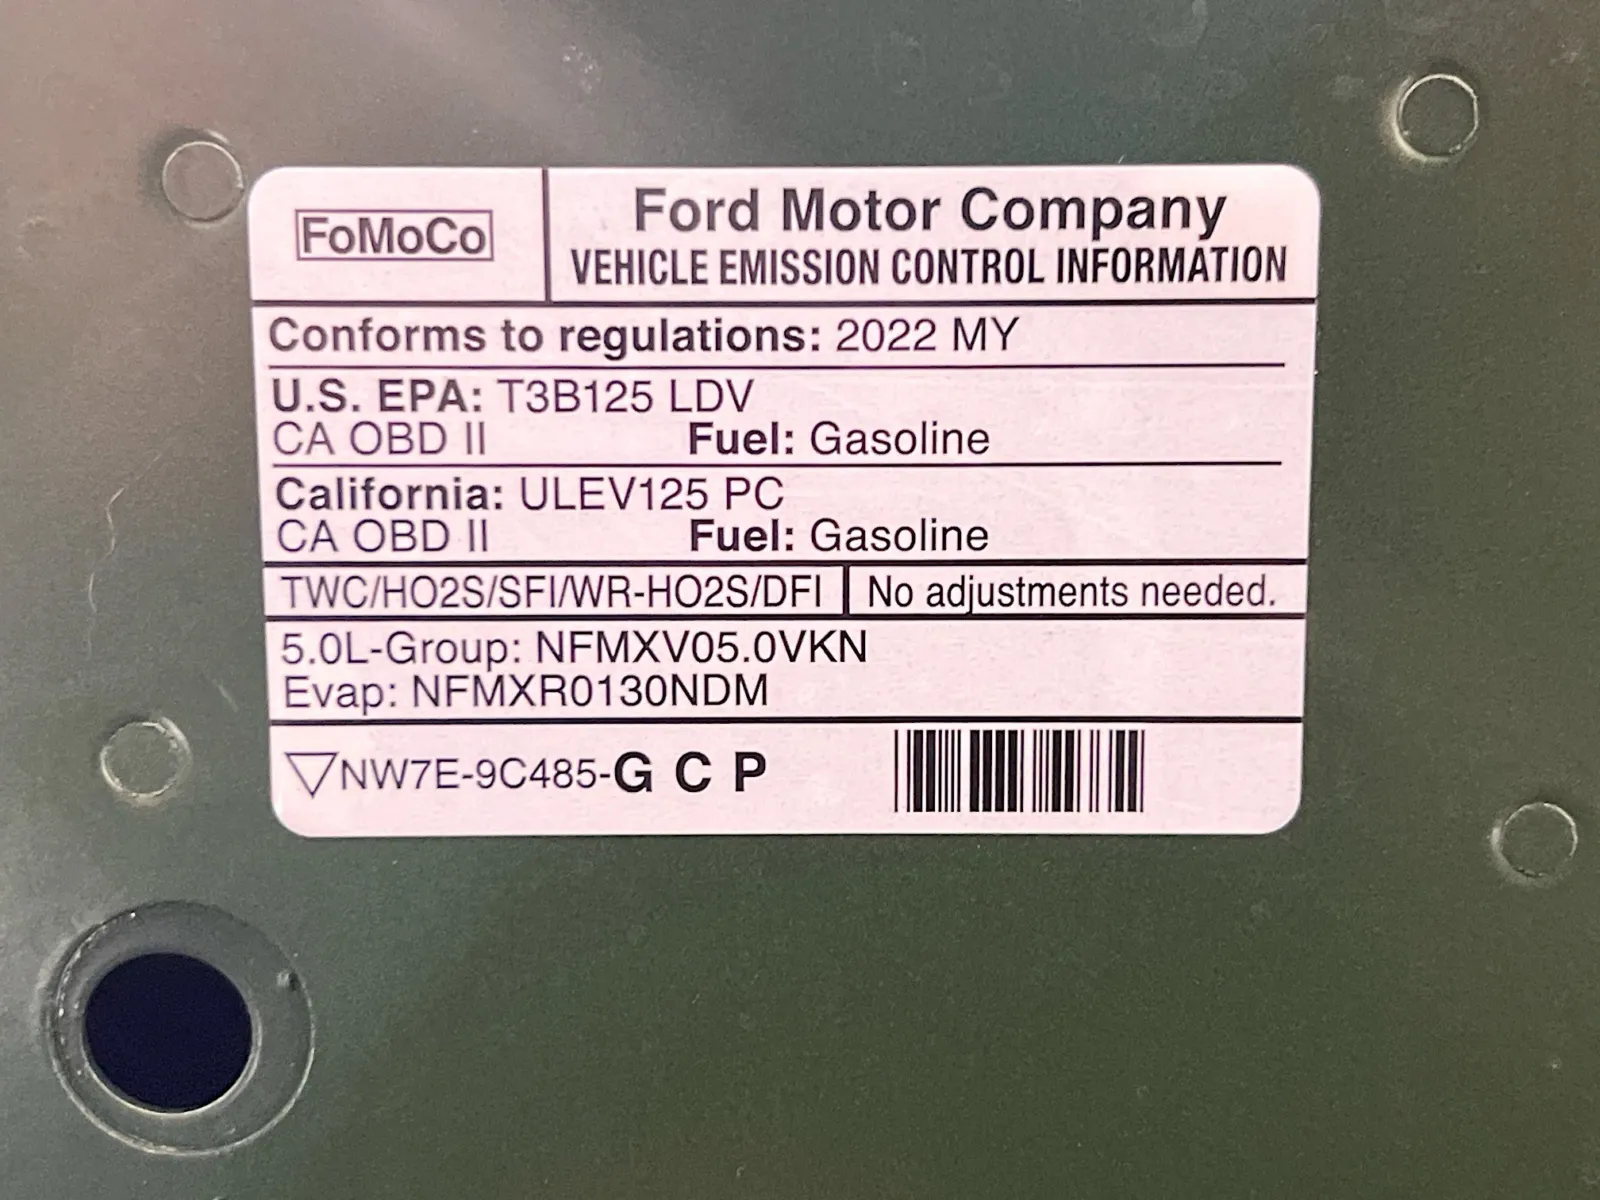 FoMoCo
Ford Motor Company
VEHICLE EMISSION CONTROL INFORMATION
Conforms to regulations: 2022 MY
U.S. EPA: T3B125 LDV
CA OBD II Fuel: Gasoline
California: ULEV125 PC
CA OBD II Fuel: Gasoline
TWC/HO2S/SFI/WR-HO2S/DFI No adjustments needed.
5.0L-Group: NFMXV05.0VKN
Evap: NFMXR0130NDM
▽NW7E-9C485-G C P